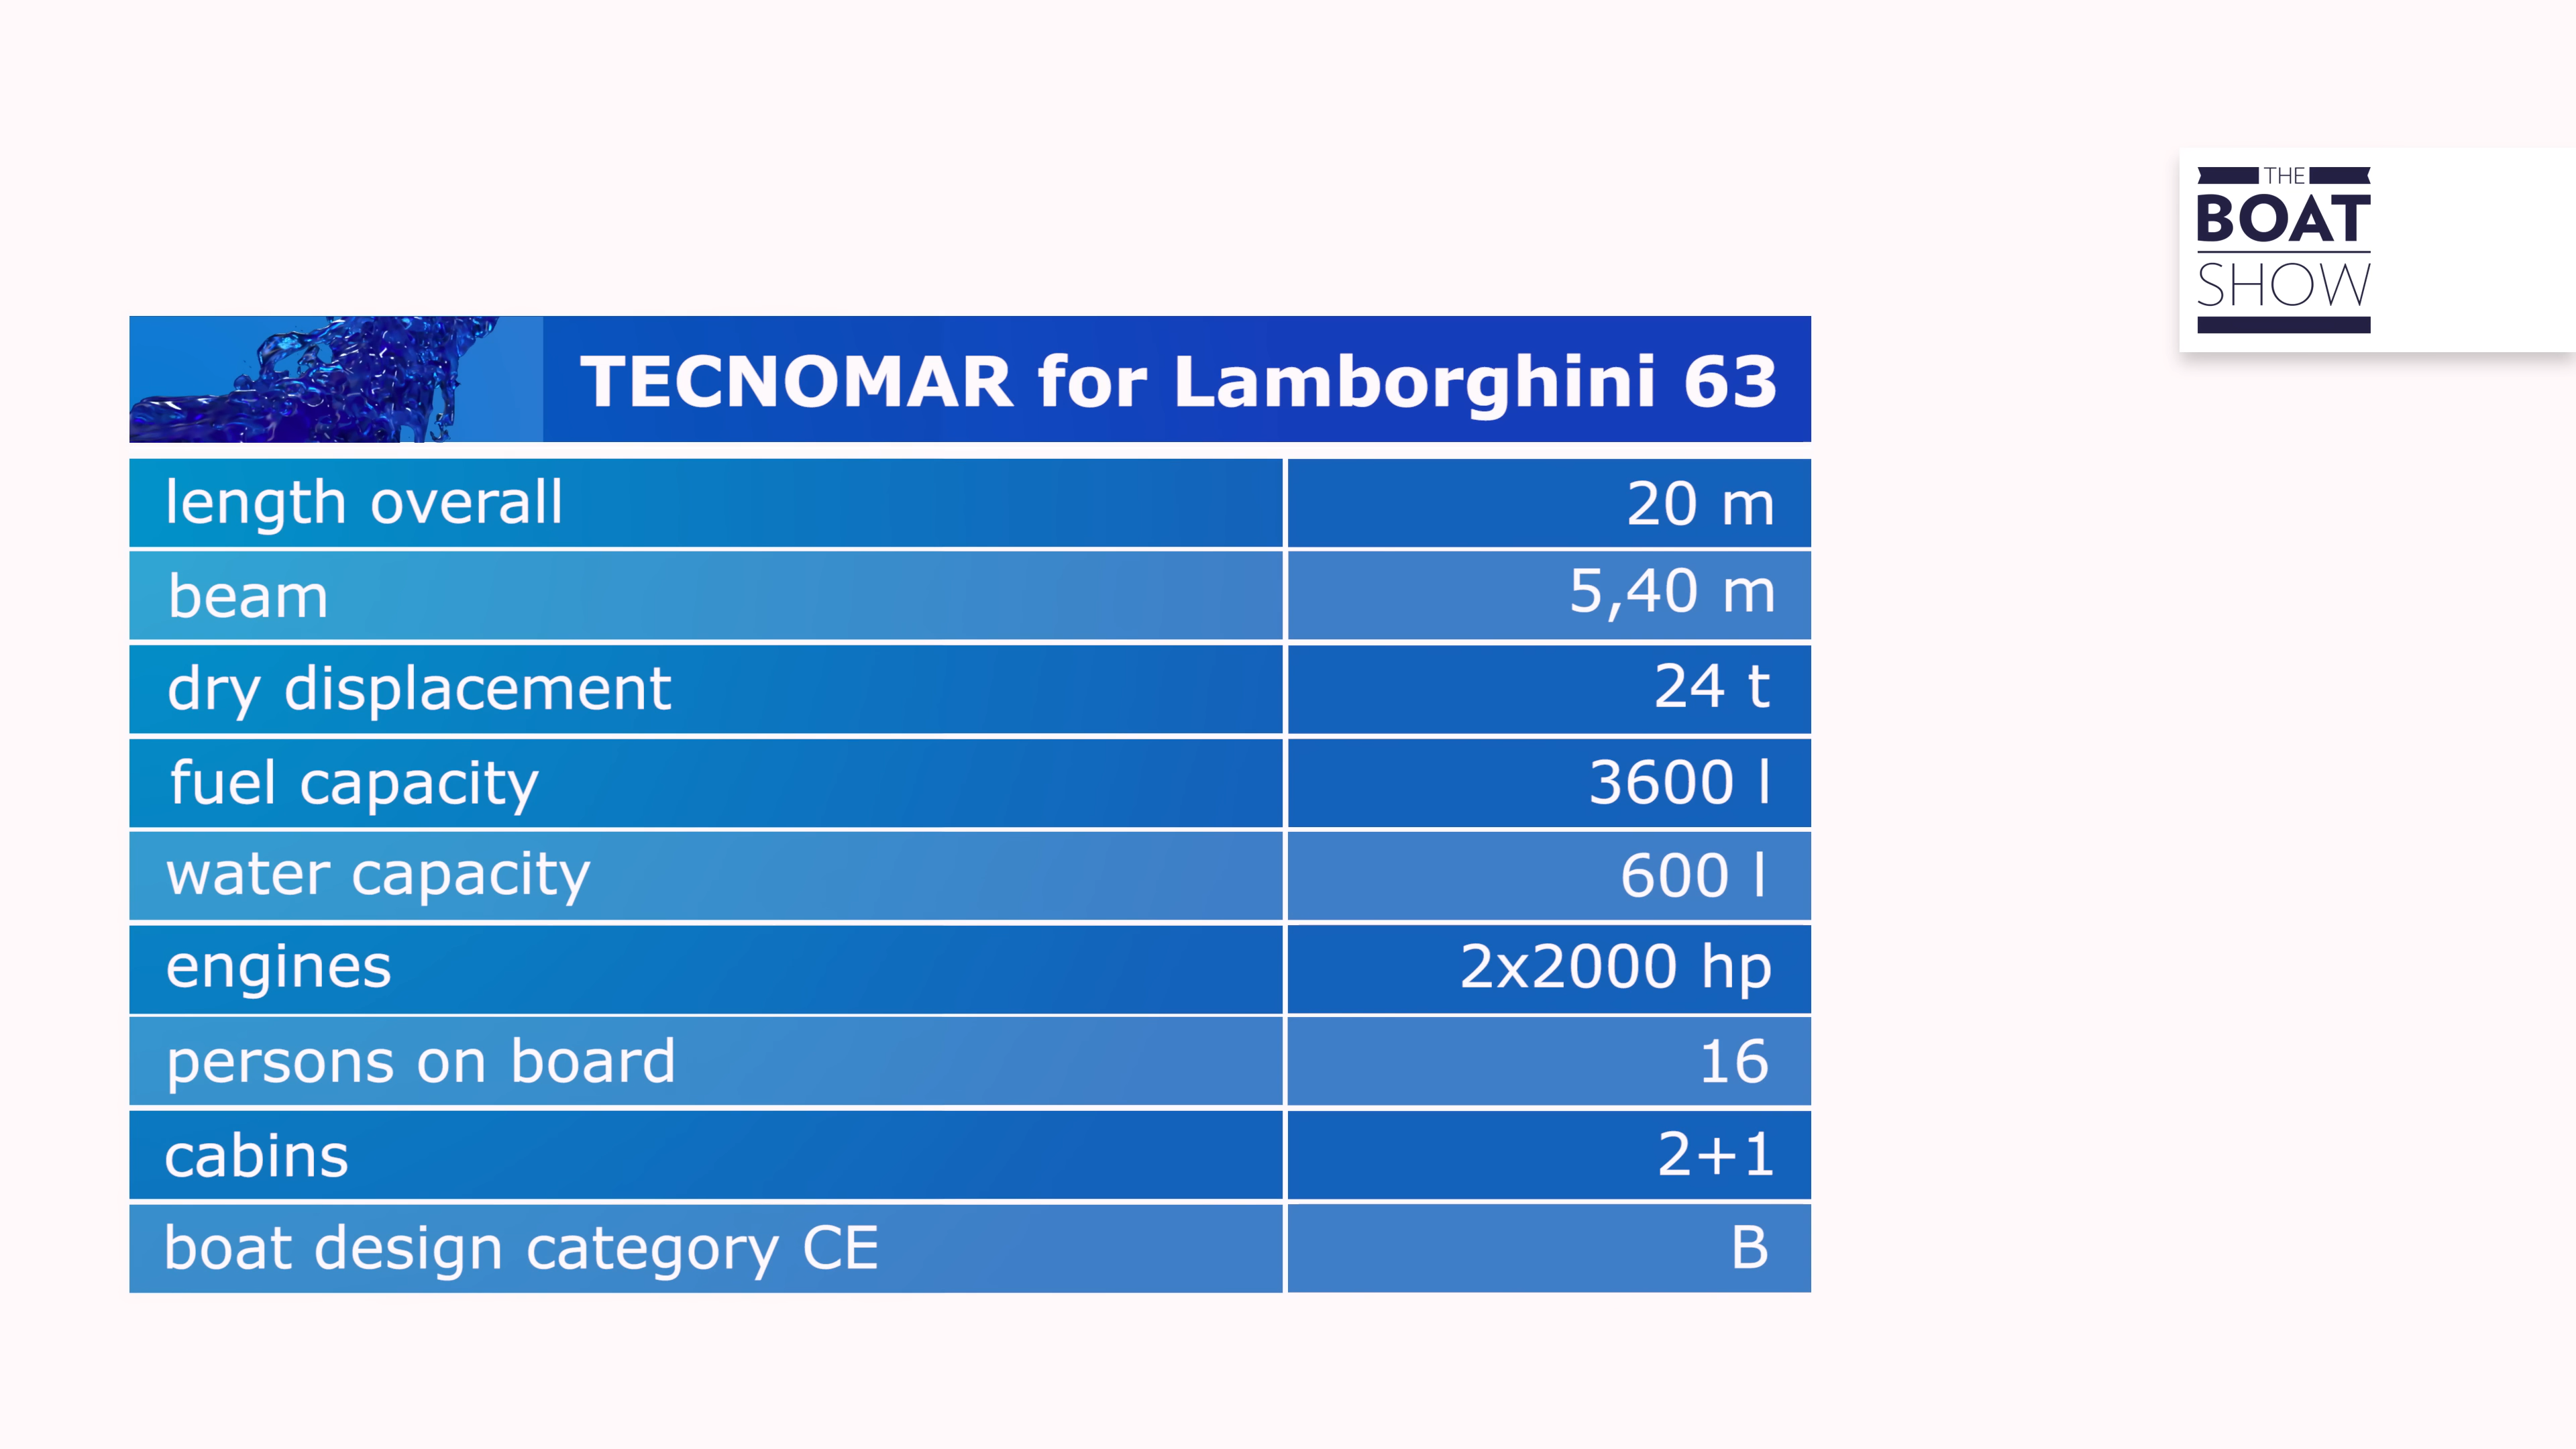 THE
BOAT
SHOW
TECNOMAR for Lamborghini 63
length overall 20 m
beam 5,40 m
dry displacement 24 t
fuel capacity 3600 l
water capacity 600 l
engines 2x2000 hp
persons on board 16
cabins 2+1
boat design category CE B